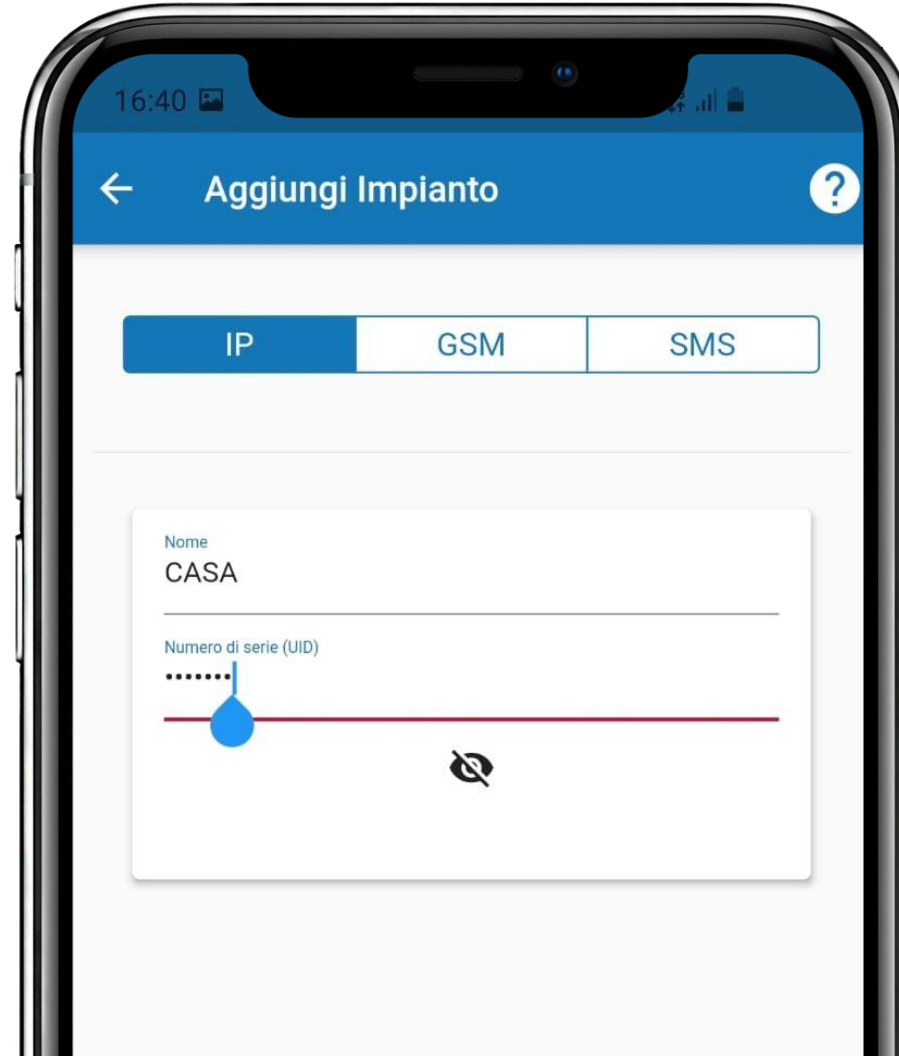 16:40
Aggiungi Impianto
?
IP
GSM
SMS
Nome
CASA
Numero di serie (UID)
•••••••